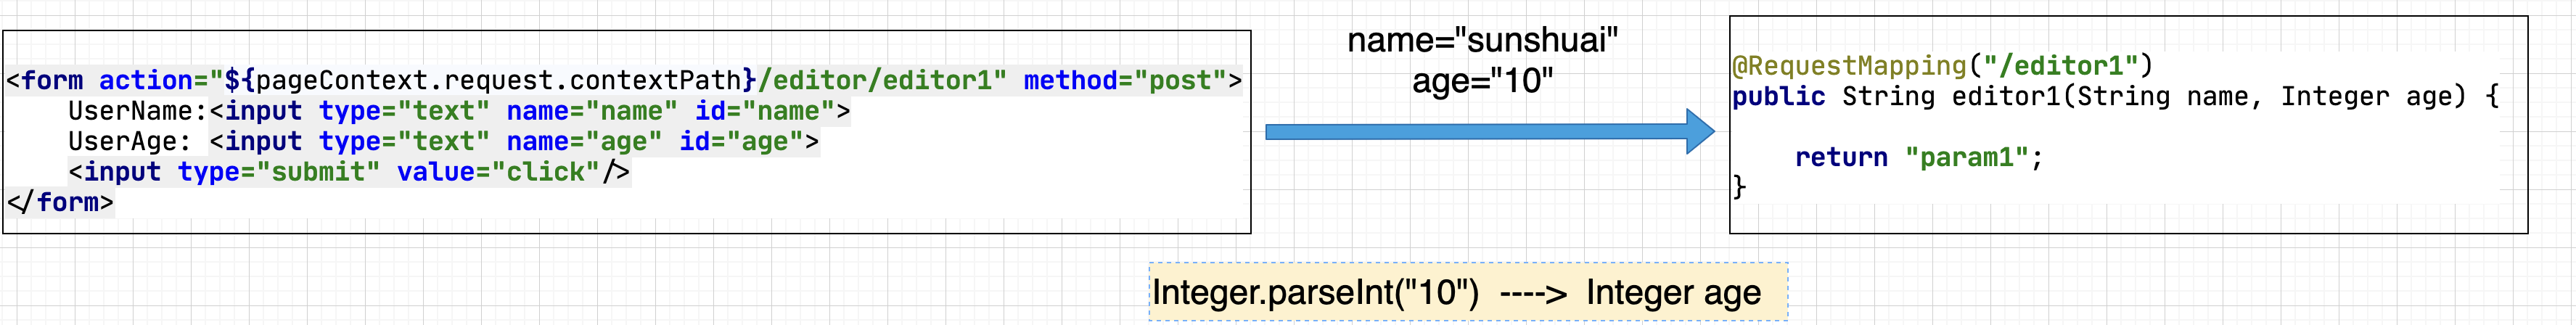 <form action="${pageContext.request.contextPath}/editor/editor1" method="post">
    UserName:<input type="text" name="name" id="name">
    UserAge: <input type="text" name="age" id="age">
    <input type="submit" value="click"/>
</form>
name="sunshuai"
age="10"
@RequestMapping("/editor1")
public String editor1(String name, Integer age) {
    return "param1";
}
Integer.parseInt("10") ----> Integer age